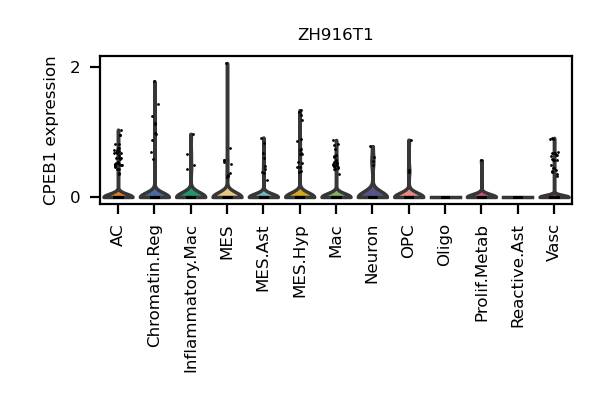 ZH916T1
CPEB1 expression
2
0
AC
Chromatin.Reg
Inflammatory.Mac
MES
MES.Ast
MES.Hyp
Mac
Neuron
OPC
Oligo
Prolif.Metab
Reactive.Ast
Vasc